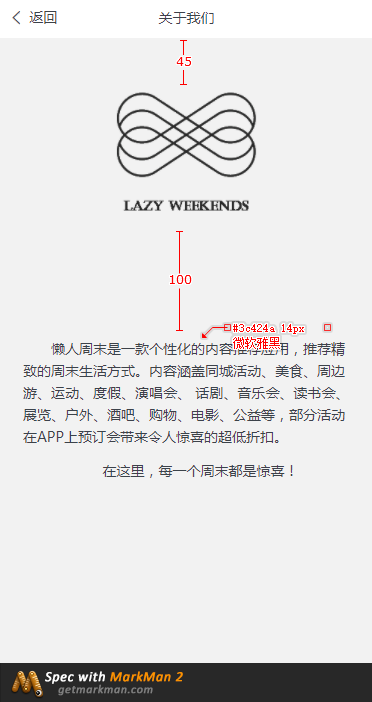 返回
关于我们
45
LAZY WEEKENDS
100
#3c424a 14px
微软雅黑
懒人周末是一款个性化的内容推荐应用，推荐精
致的周末生活方式。内容涵盖同城活动、美食、周边
游、运动、度假、演唱会、 话剧、音乐会、读书会、
展览、户外、酒吧、购物、电影、公益等，部分活动
在APP上预订会带来令人惊喜的超低折扣。
在这里，每一个周末都是惊喜！
Spec with MarkMan 2
getmarkman.com